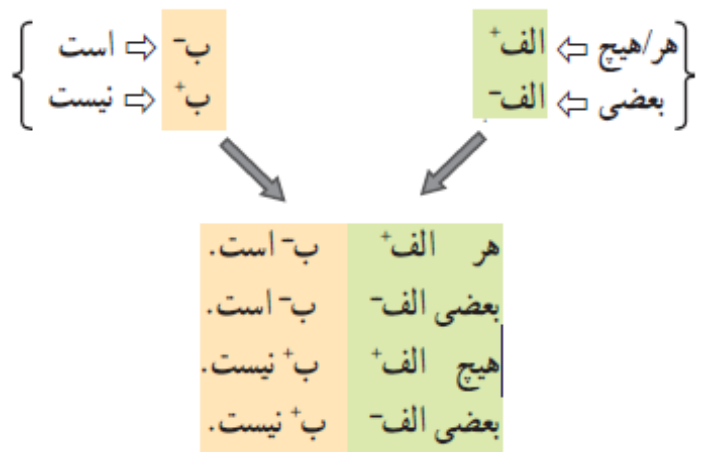 هر/هیچ ⇦ الف⁺
بعضی ⇦ الف⁻
ب⁻ ⇨ است
ب⁺ ⇨ نیست
هر الف⁺ ب⁻ است.
بعضی الف⁻ ب⁻ است.
هیچ الف⁺ ب⁺ نیست.
بعضی الف⁻ ب⁺ نیست.